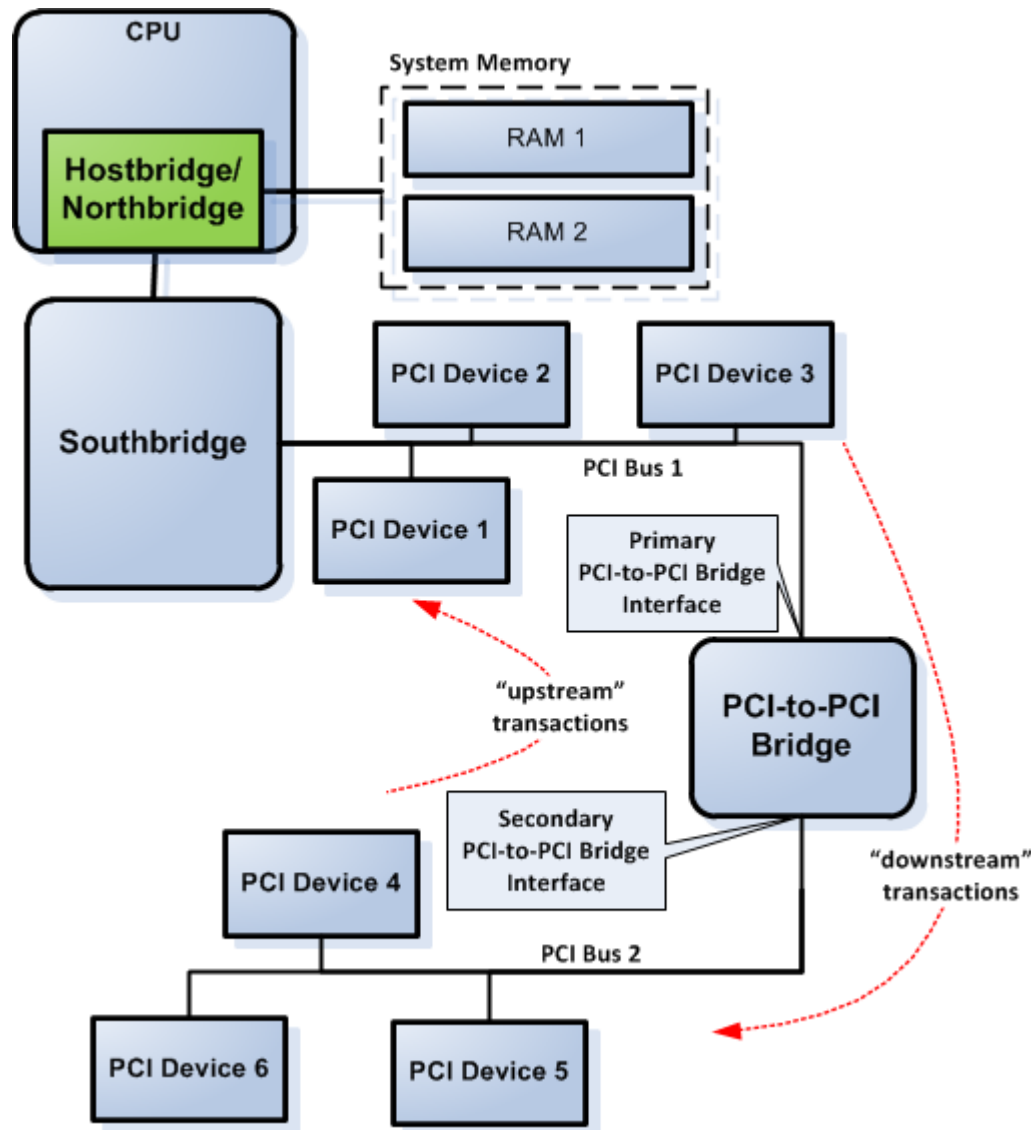 CPU
Hostbridge/
Northbridge
System Memory
RAM 1
RAM 2
Southbridge
PCI Device 2
PCI Device 3
PCI Bus 1
PCI Device 1
Primary
PCI-to-PCI Bridge
Interface
PCI-to-PCI
Bridge
“upstream”
transactions
Secondary
PCI-to-PCI Bridge
Interface
“downstream”
transactions
PCI Device 4
PCI Bus 2
PCI Device 6
PCI Device 5